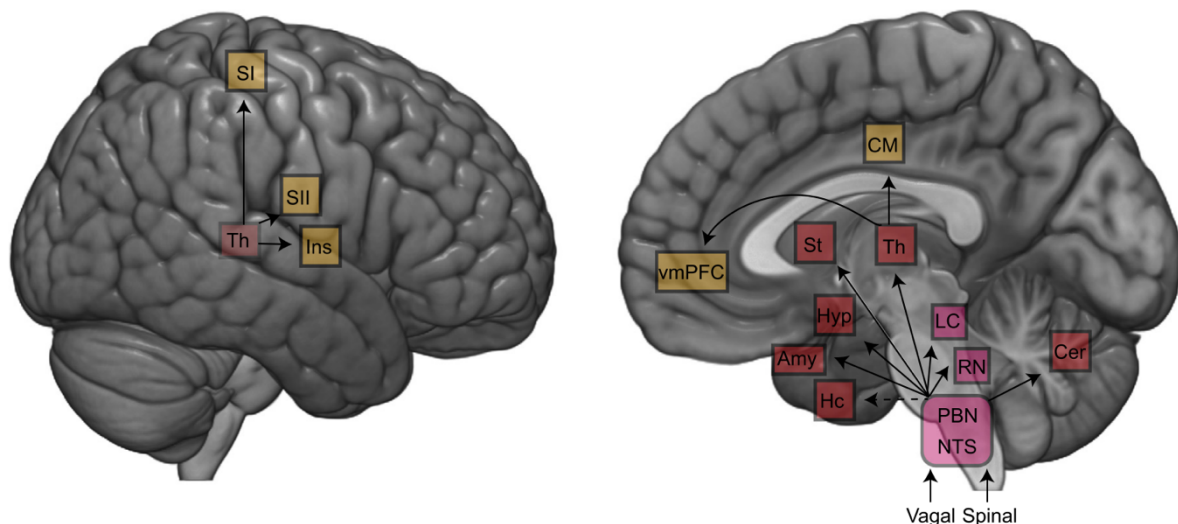 SI
SII
Th
Ins
CM
St
Th
vmPFC
Hyp
LC
Amy
RN
Cer
Hc
PBN
NTS
Vagal Spinal